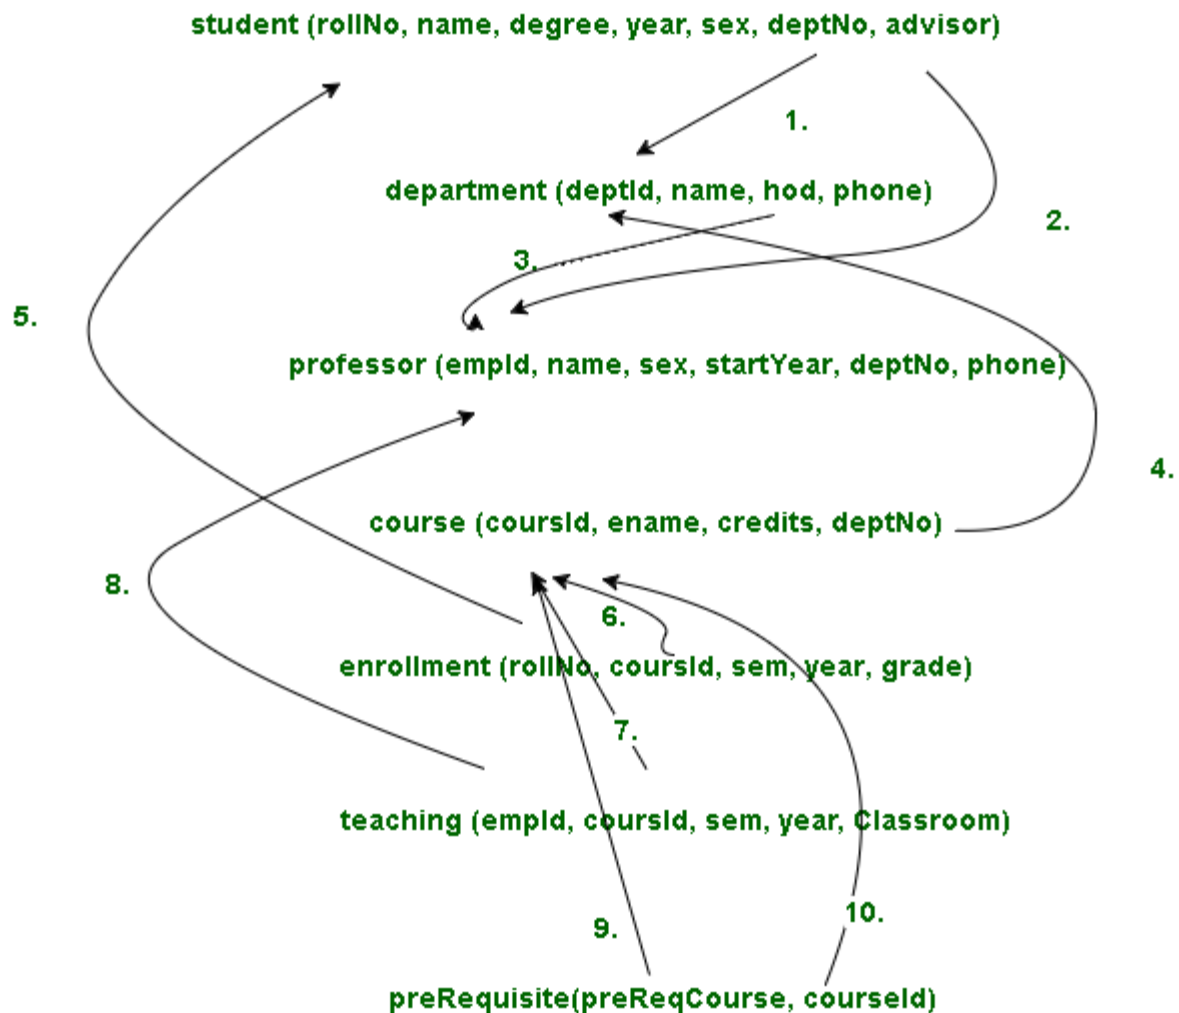 student (rollNo, name, degree, year, sex, deptNo, advisor)
1.
department (deptId, name, hod, phone)
2.
3.
5.
professor (empId, name, sex, startYear, deptNo, phone)
4.
course (coursId, ename, credits, deptNo)
8.
6.
enrollment (rollNo, coursId, sem, year, grade)
7.
teaching (empId, coursId, sem, year, Classroom)
10.
9.
preRequisite(preReqCourse, courseId)